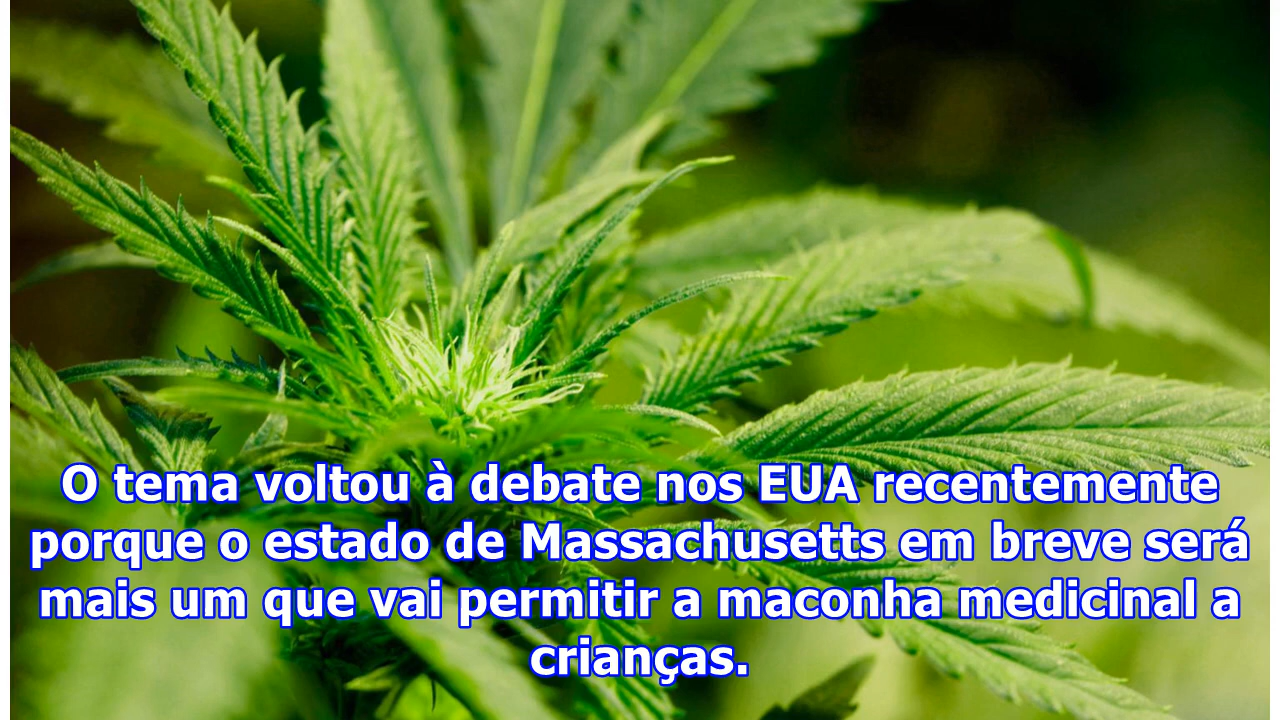 O tema voltou à debate nos EUA recentemente
porque o estado de Massachusetts em breve será
mais um que vai permitir a maconha medicinal a
crianças.